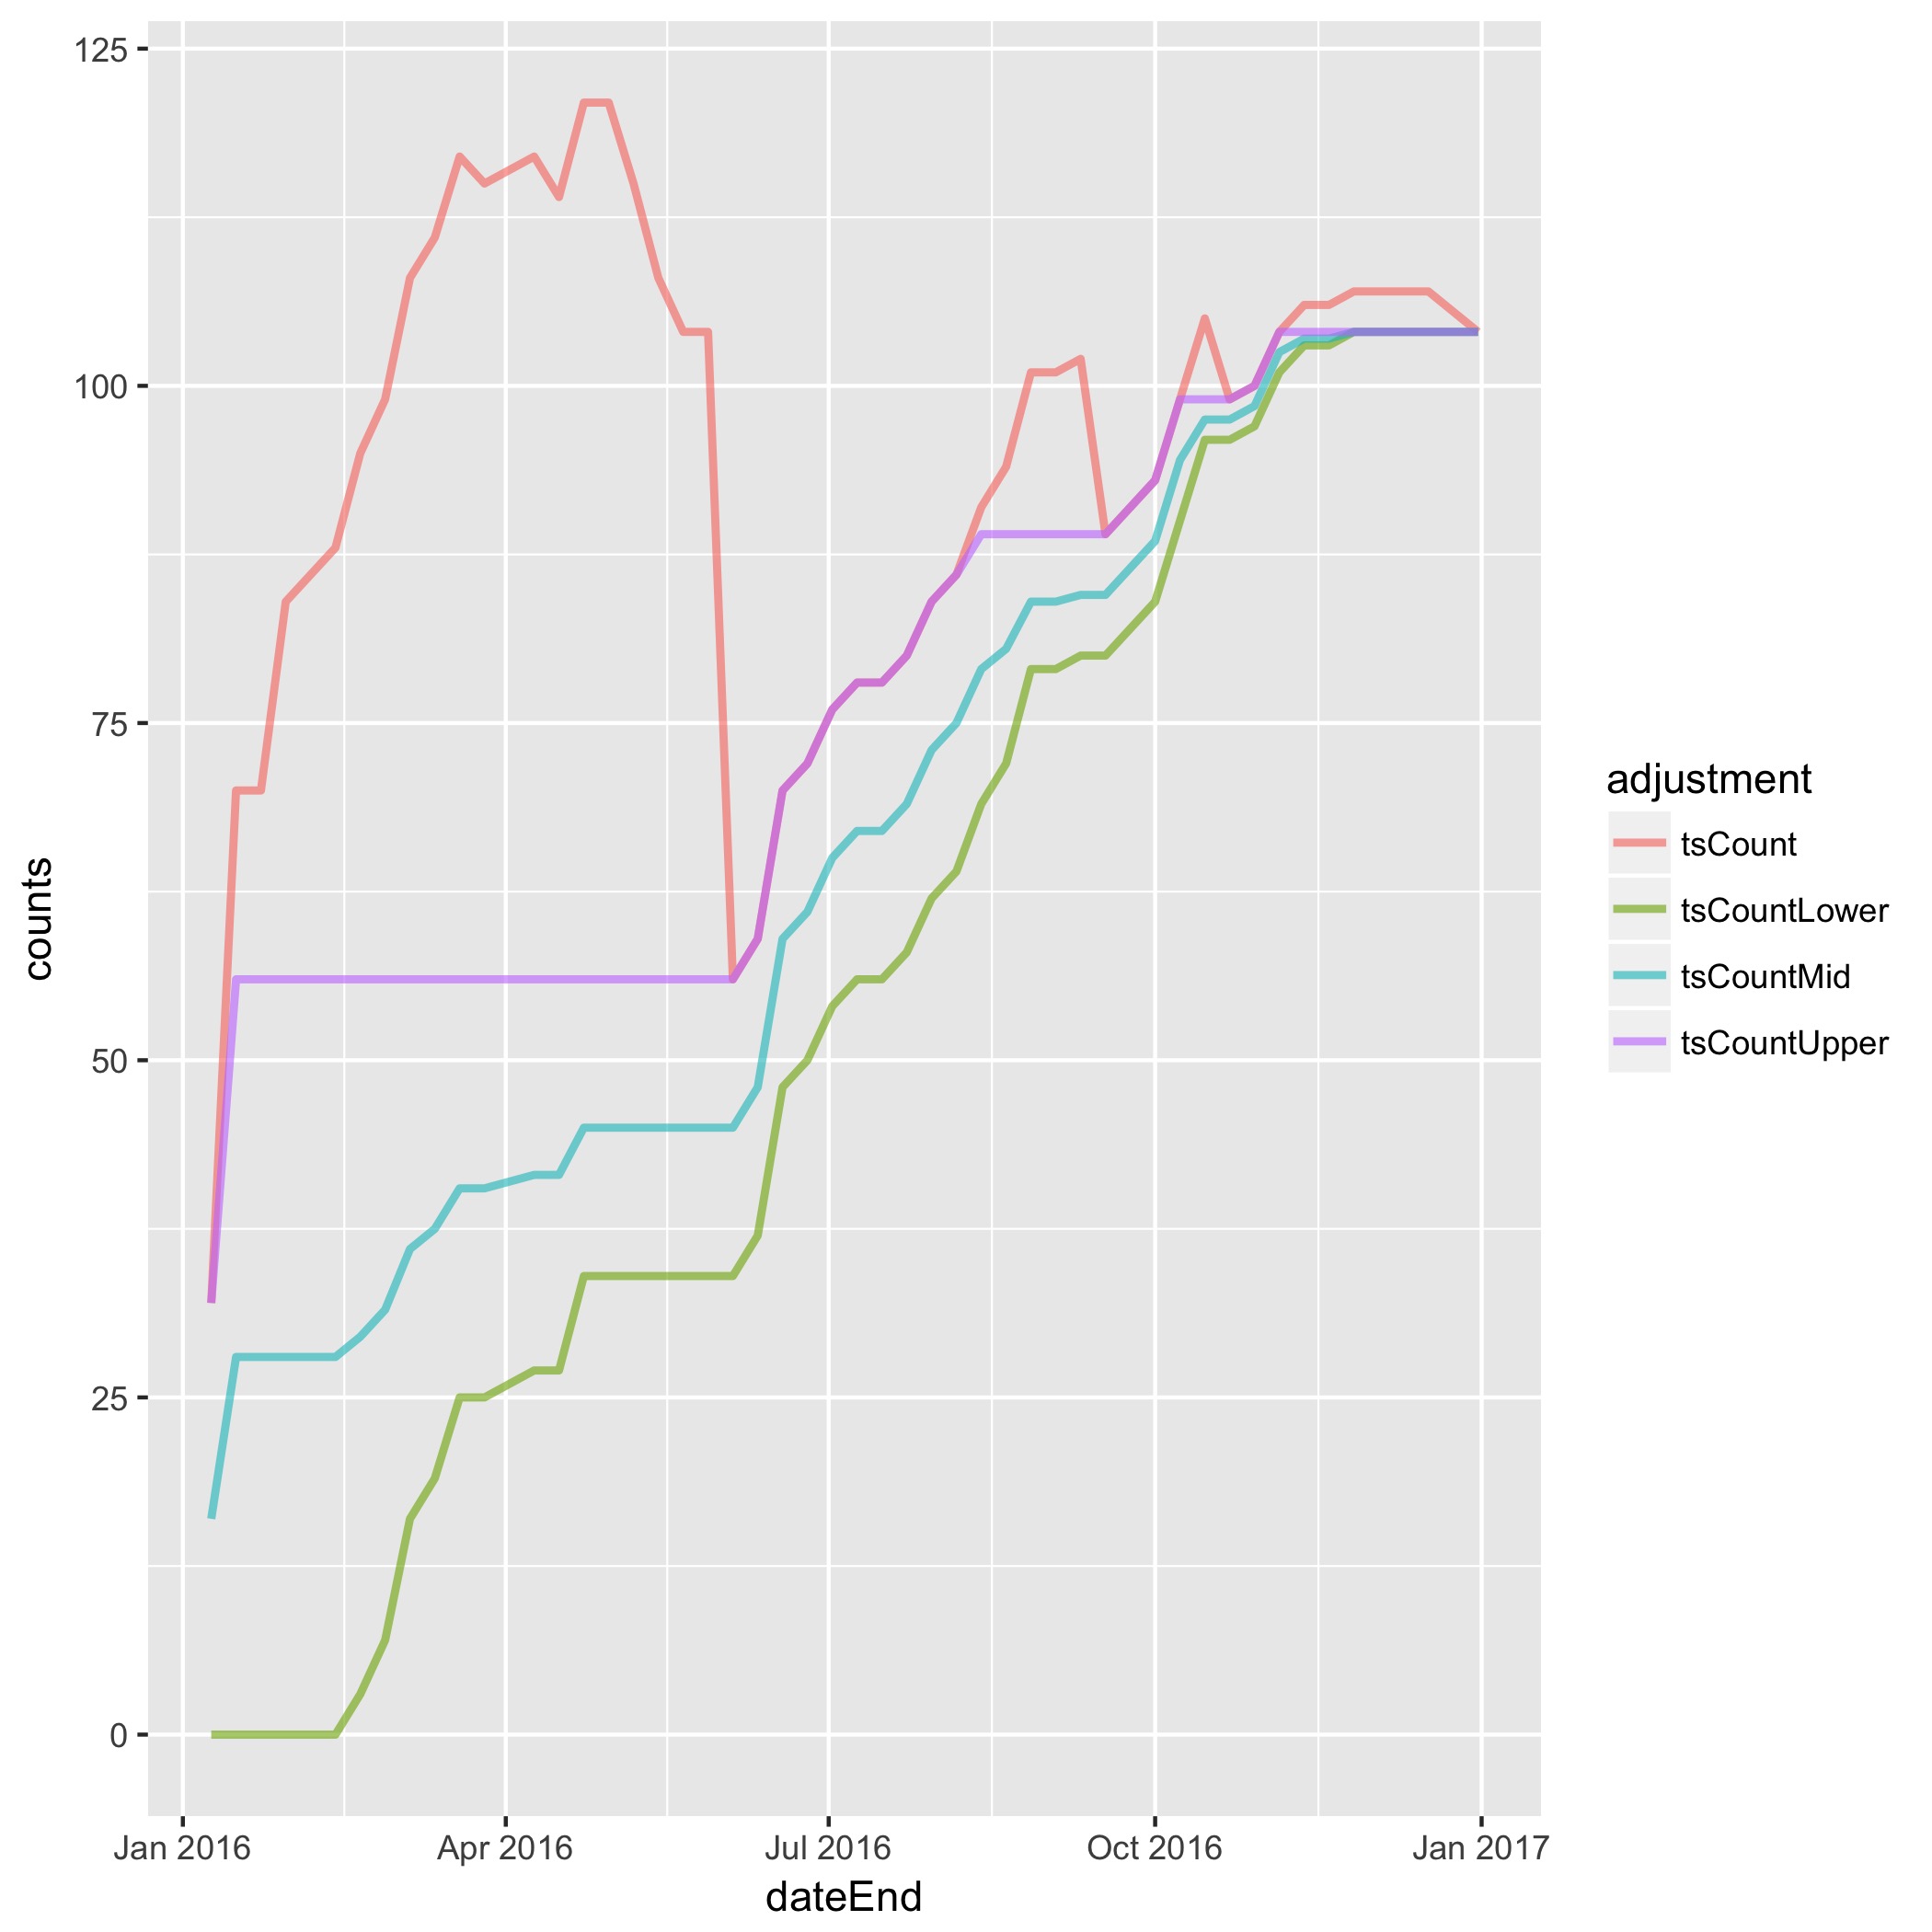 125
100
75
50
25
0
counts
Jan 2016
Apr 2016
Jul 2016
Oct 2016
Jan 2017
dateEnd
adjustment
tsCount
tsCountLower
tsCountMid
tsCountUpper